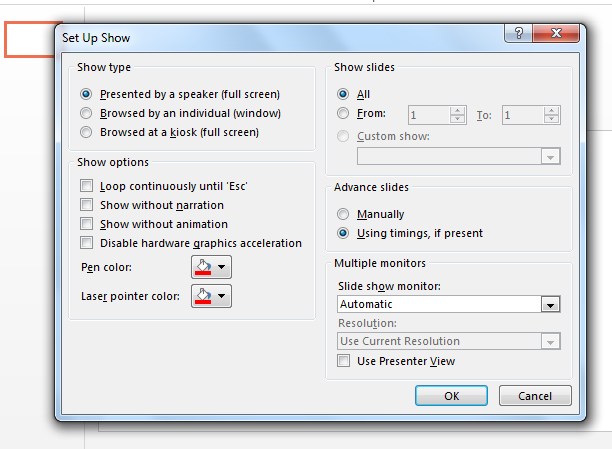 Set Up Show
Show type
Presented by a speaker (full screen)
Browsed by an individual (window)
Browsed at a kiosk (full screen)
Show options
Loop continuously until 'Esc'
Show without narration
Show without animation
Disable hardware graphics acceleration
Pen color:
Laser pointer color:
Show slides
All
From: 1 To: 1
Custom show:
Advance slides
Manually
Using timings, if present
Multiple monitors
Slide show monitor:
Automatic
Resolution:
Use Current Resolution
Use Presenter View
OK Cancel